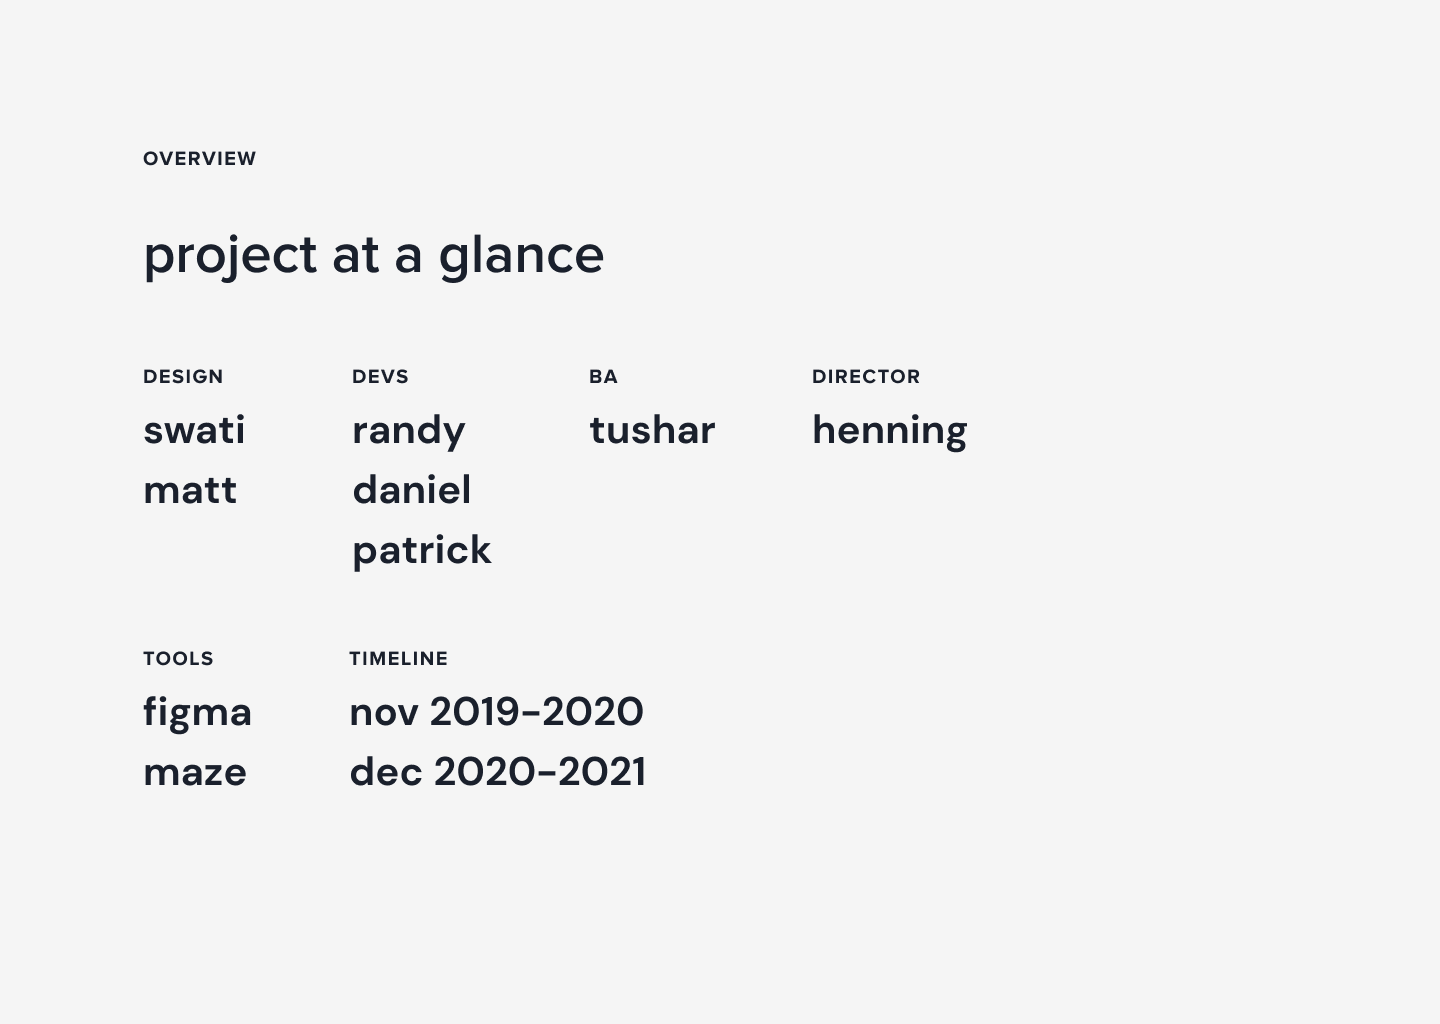 OVERVIEW
project at a glance
DESIGN
swati
matt
DEVS
randy
daniel
patrick
BA
tushar
DIRECTOR
henning
TOOLS
figma
maze
TIMELINE
nov 2019–2020
dec 2020–2021